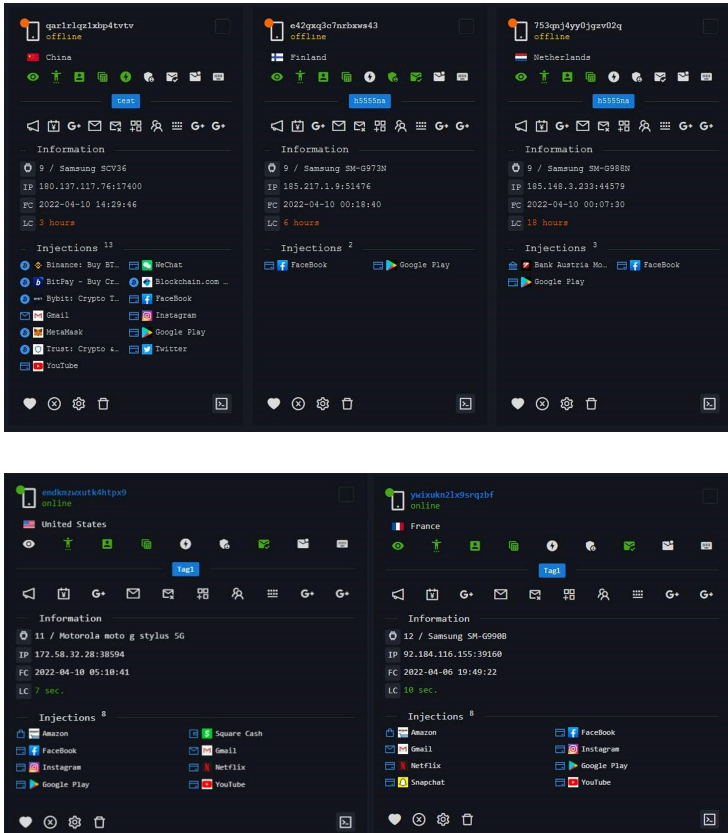 qar1rlqz1xbp4tvtv
offline
China
test
Information
9 / Samsung SCV36
IP 180.137.117.76:17400
FC 2022-04-10 14:29:46
LC 3 hours
Injections 13
Binance: Buy BT… WeChat
BitPay - Buy Cr… Blockchain.com …
Bybit: Crypto T… FaceBook
Gmail Instagram
MetaMask Google Play
Trust: Crypto &… Twitter
YouTube
e42gxq3c7nrbxws43
offline
Finland
h5555na
Information
9 / Samsung SM-G973N
IP 185.217.1.9:51476
FC 2022-04-10 00:18:40
LC 6 hours
Injections 2
FaceBook Google Play
753qnj4yy0jgzv02q
offline
Netherlands
h5555na
Information
9 / Samsung SM-G988N
IP 185.148.3.233:44579
FC 2022-04-10 00:07:30
LC 18 hours
Injections 3
Bank Austria Mo… FaceBook
Google Play
emdkmzwxutk4htpx9
online
United States
Tag1
Information
11 / Motorola moto g stylus 5G
IP 172.58.32.28:38594
FC 2022-04-10 05:10:41
LC 7 sec.
Injections 8
Amazon Square Cash
FaceBook Gmail
Instagram Netflix
Google Play YouTube
ywixukn2lx9srqzbf
online
France
Tag1
Information
12 / Samsung SM-G990B
IP 92.184.116.155:39160
FC 2022-04-06 19:49:22
LC 10 sec.
Injections 8
Amazon FaceBook
Gmail Instagram
Netflix Google Play
Snapchat YouTube